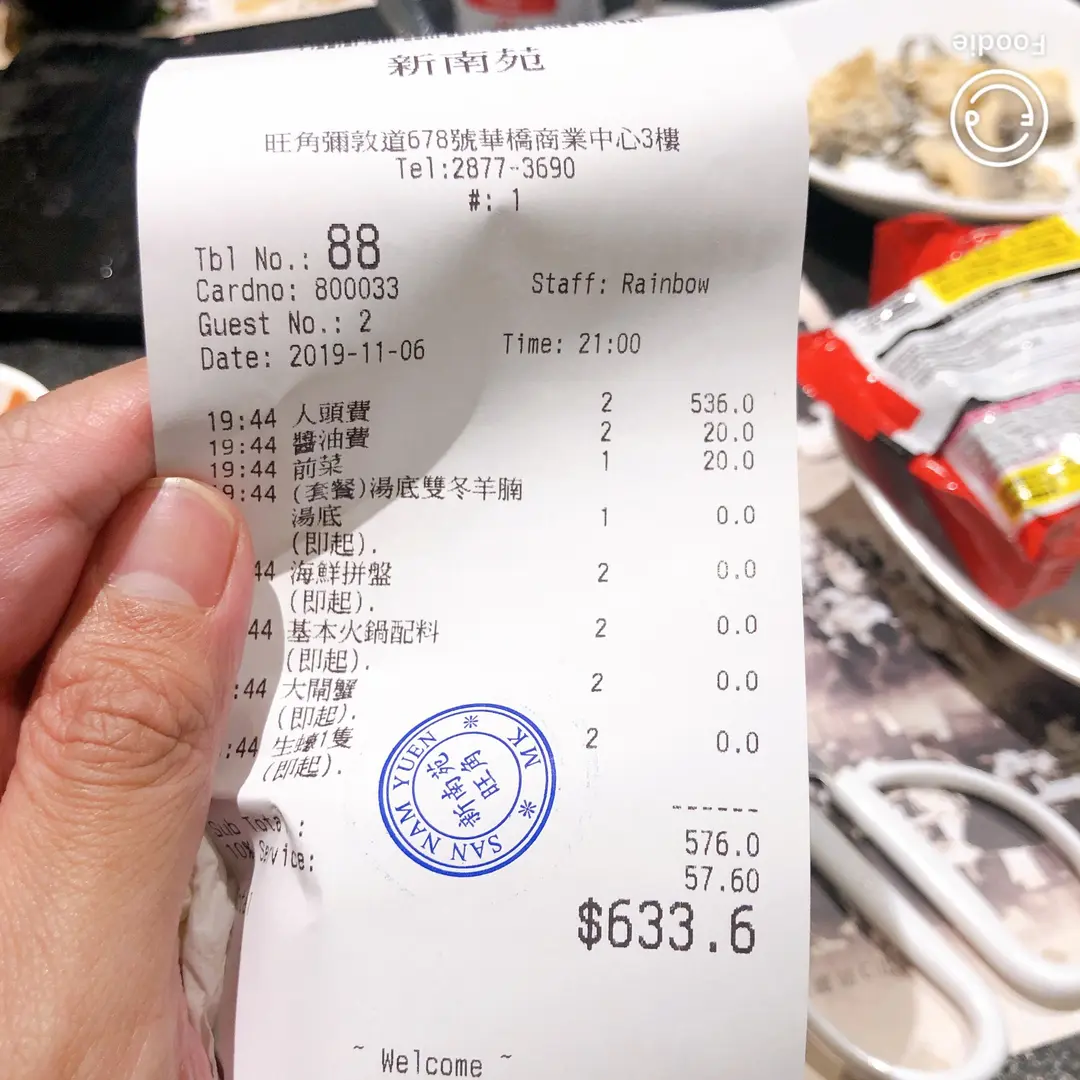 新南苑
旺角彌敦道678號華橋商業中心3樓
Tel:2877-3690
#: 1
Tbl No.: 88
Cardno: 800033 Staff: Rainbow
Guest No.: 2
Date: 2019-11-06 Time: 21:00
19:44 人頭費 2 536.0
19:44 醬油費 2 20.0
19:44 前菜 1 20.0
9:44 (套餐)湯底雙冬羊腩
湯底 1 0.0
(即起).
44 海鮮拼盤 2 0.0
(即起).
44 基本火鍋配料 2 0.0
(即起).
:44 大閘蟹 2 0.0
(即起).
:44 生蠔1隻 2 0.0
(即起).
Sub Total: 576.0
10% Service: 57.60
$633.6
~ Welcome ~
SAN NAM YUEN * MK *
新南苑
旺角
Foodie
F D